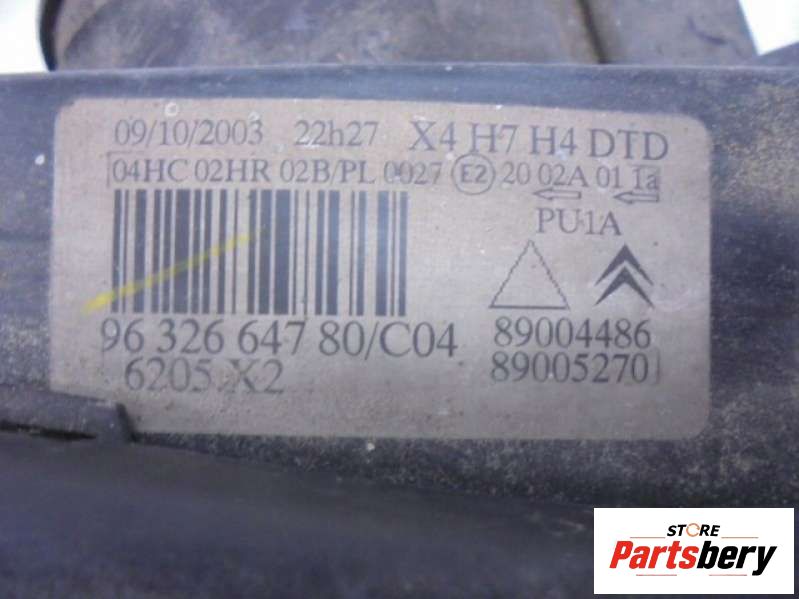 09/10/2003 22h27 X4 H7 H4 DTD
04HC 02HR 02B/PL 0027 E2 20 02A 01 1a
PU1A
96 326 647 80/C04 89004486
6205.X2 89005270
STORE
Partsbery